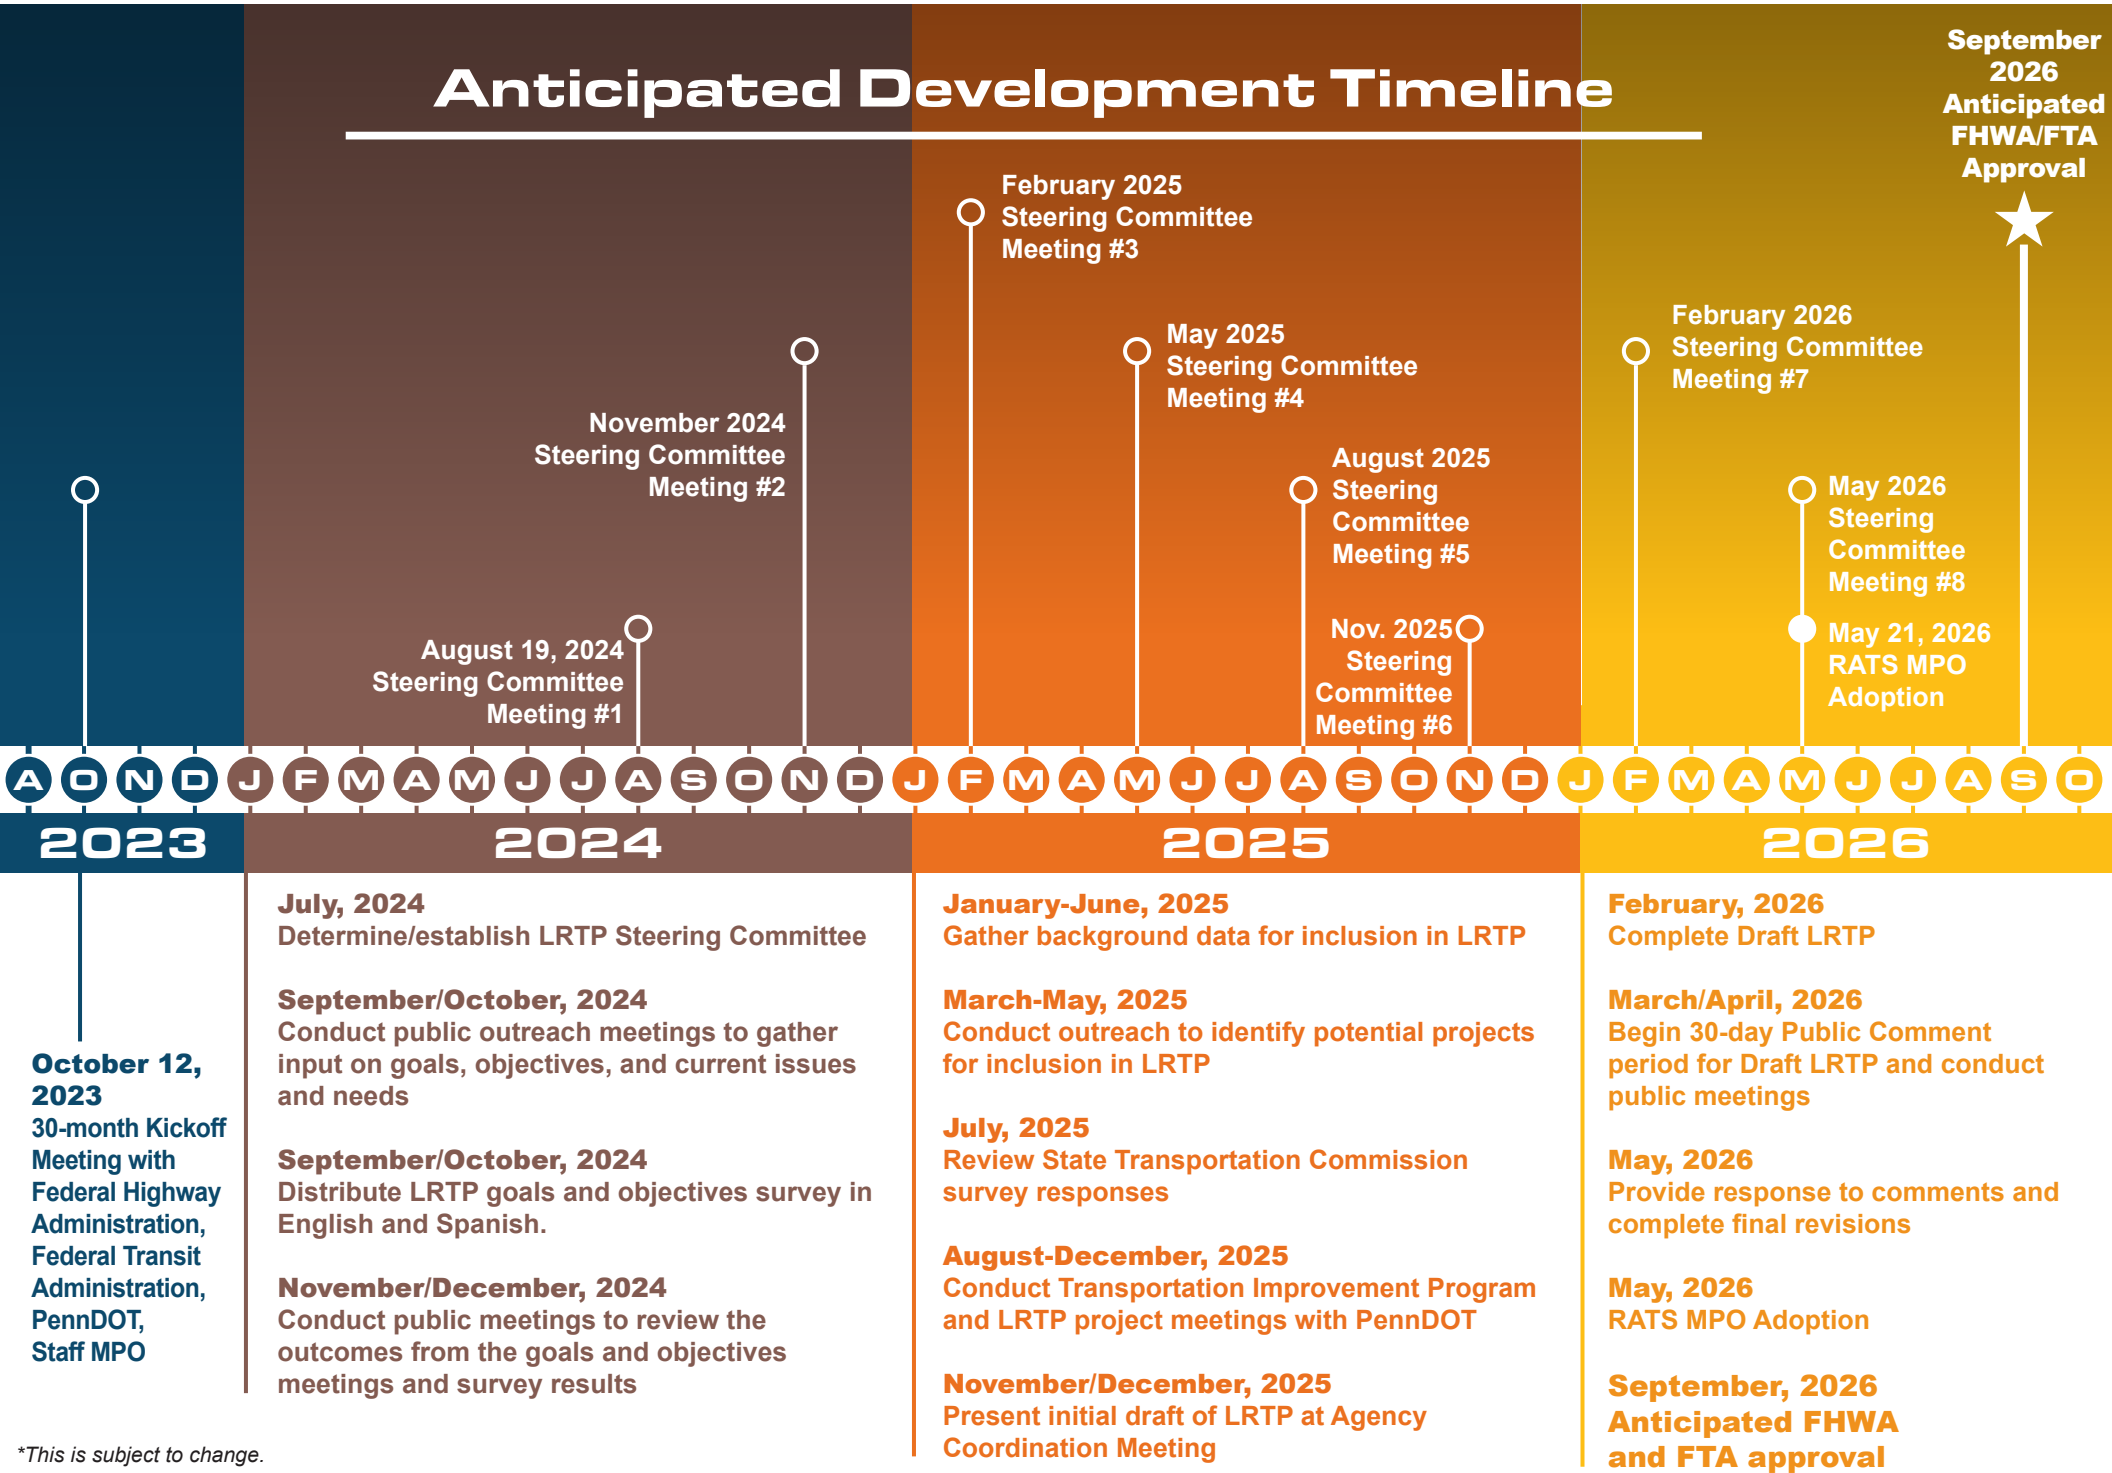 Anticipated Development Timeline
September
2026
Anticipated
FHWA/FTA
Approval
February 2025
Steering Committee
Meeting #3
November 2024
Steering Committee
Meeting #2
May 2025
Steering Committee
Meeting #4
February 2026
Steering Committee
Meeting #7
August 2025
Steering
Committee
Meeting #5
May 2026
Steering
Committee
Meeting #8
August 19, 2024
Steering Committee
Meeting #1
Nov. 2025
Steering
Committee
Meeting #6
May 21, 2026
RATS MPO
Adoption
A O N D J F M A M J J A S O N D J F M A M J J A S O N D J F M A M J J A S O
2023
2024
2025
2026
October 12,
2023
30-month Kickoff
Meeting with
Federal Highway
Administration,
Federal Transit
Administration,
PennDOT,
Staff MPO
July, 2024
Determine/establish LRTP Steering Committee
September/October, 2024
Conduct public outreach meetings to gather
input on goals, objectives, and current issues
and needs
September/October, 2024
Distribute LRTP goals and objectives survey in
English and Spanish.
November/December, 2024
Conduct public meetings to review the
outcomes from the goals and objectives
meetings and survey results
January-June, 2025
Gather background data for inclusion in LRTP
March-May, 2025
Conduct outreach to identify potential projects
for inclusion in LRTP
July, 2025
Review State Transportation Commission
survey responses
August-December, 2025
Conduct Transportation Improvement Program
and LRTP project meetings with PennDOT
November/December, 2025
Present initial draft of LRTP at Agency
Coordination Meeting
February, 2026
Complete Draft LRTP
March/April, 2026
Begin 30-day Public Comment
period for Draft LRTP and conduct
public meetings
May, 2026
Provide response to comments and
complete final revisions
May, 2026
RATS MPO Adoption
September, 2026
Anticipated FHWA
and FTA approval
*This is subject to change.